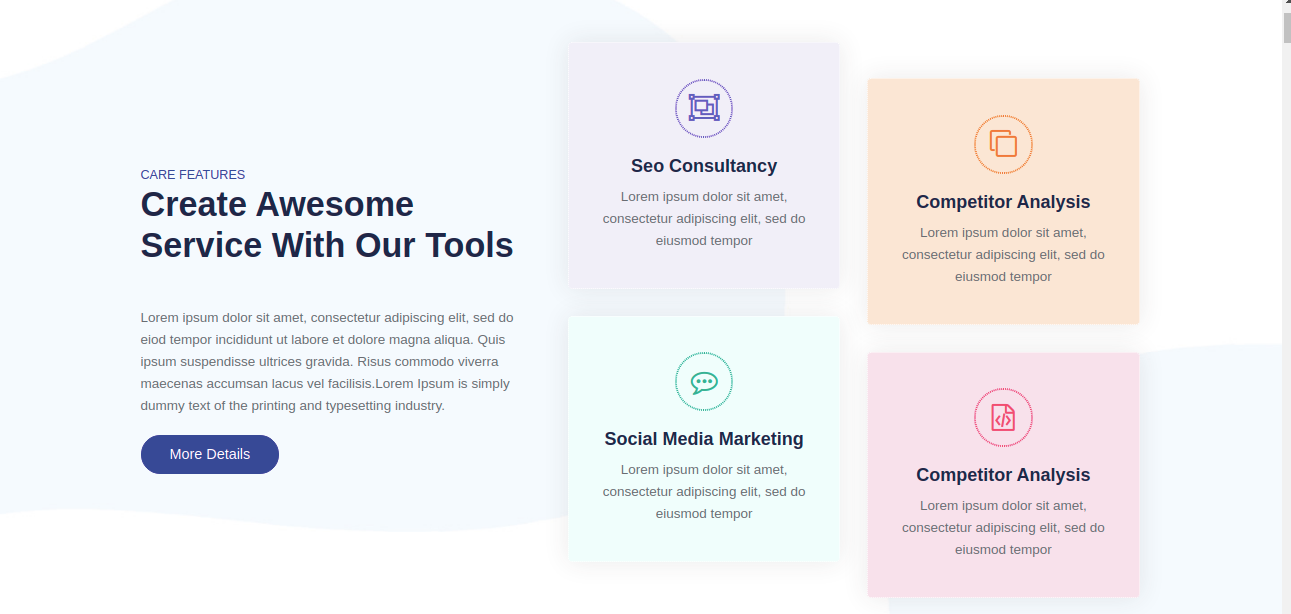 CARE FEATURES
Create Awesome
Service With Our Tools
Lorem ipsum dolor sit amet, consectetur adipiscing elit, sed do
eiod tempor incididunt ut labore et dolore magna aliqua. Quis
ipsum suspendisse ultrices gravida. Risus commodo viverra
maecenas accumsan lacus vel facilisis.Lorem Ipsum is simply
dummy text of the printing and typesetting industry.
More Details
Seo Consultancy
Lorem ipsum dolor sit amet,
consectetur adipiscing elit, sed do
eiusmod tempor
Social Media Marketing
Lorem ipsum dolor sit amet,
consectetur adipiscing elit, sed do
eiusmod tempor
Competitor Analysis
Lorem ipsum dolor sit amet,
consectetur adipiscing elit, sed do
eiusmod tempor
Competitor Analysis
Lorem ipsum dolor sit amet,
consectetur adipiscing elit, sed do
eiusmod tempor